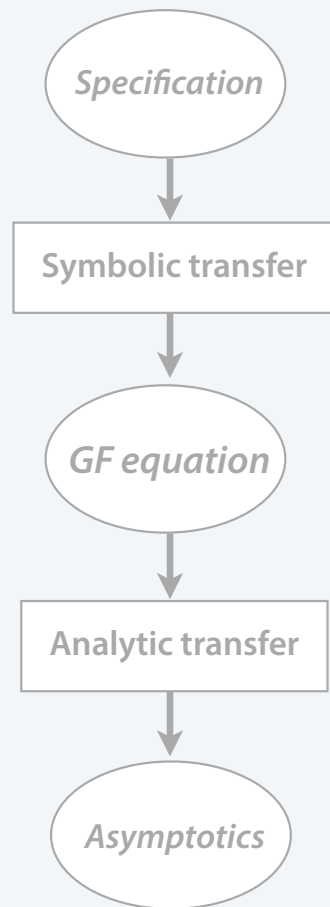 Specification
Symbolic transfer
GF equation
Analytic transfer
Asymptotics